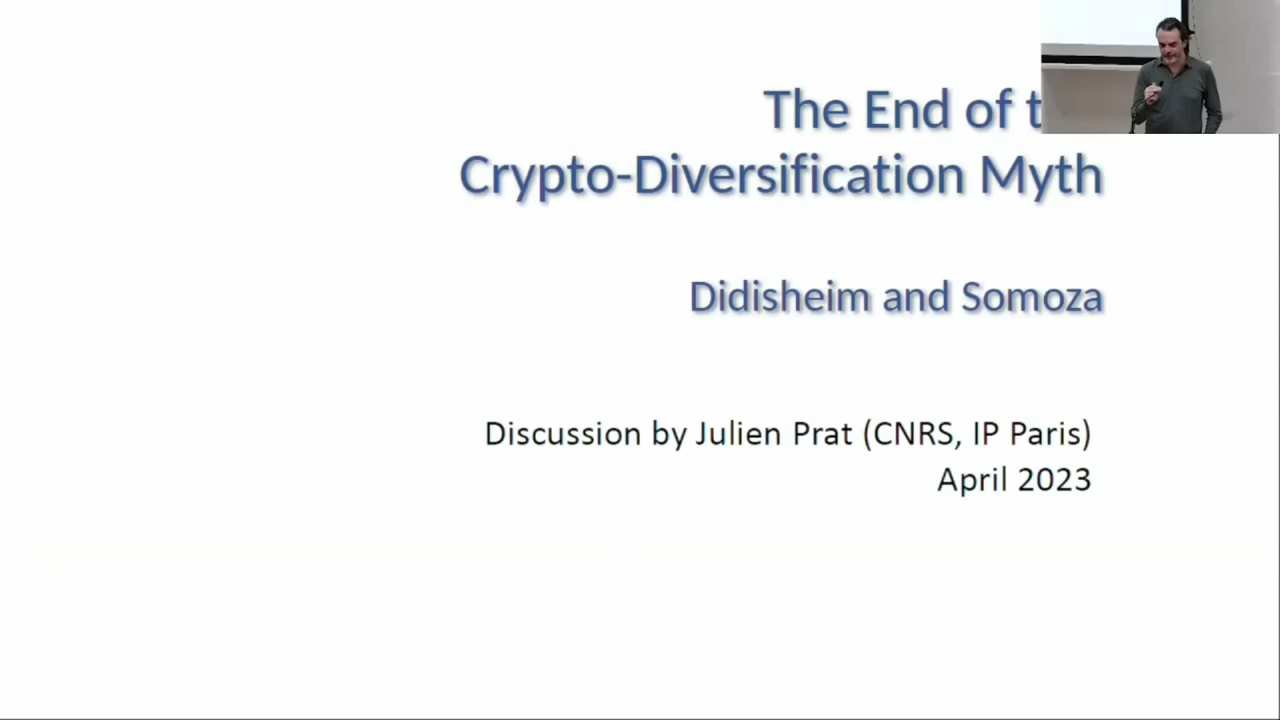 The End of
Crypto-Diversification Myth
Didisheim and Somoza
Discussion by Julien Prat (CNRS, IP Paris)
April 2023